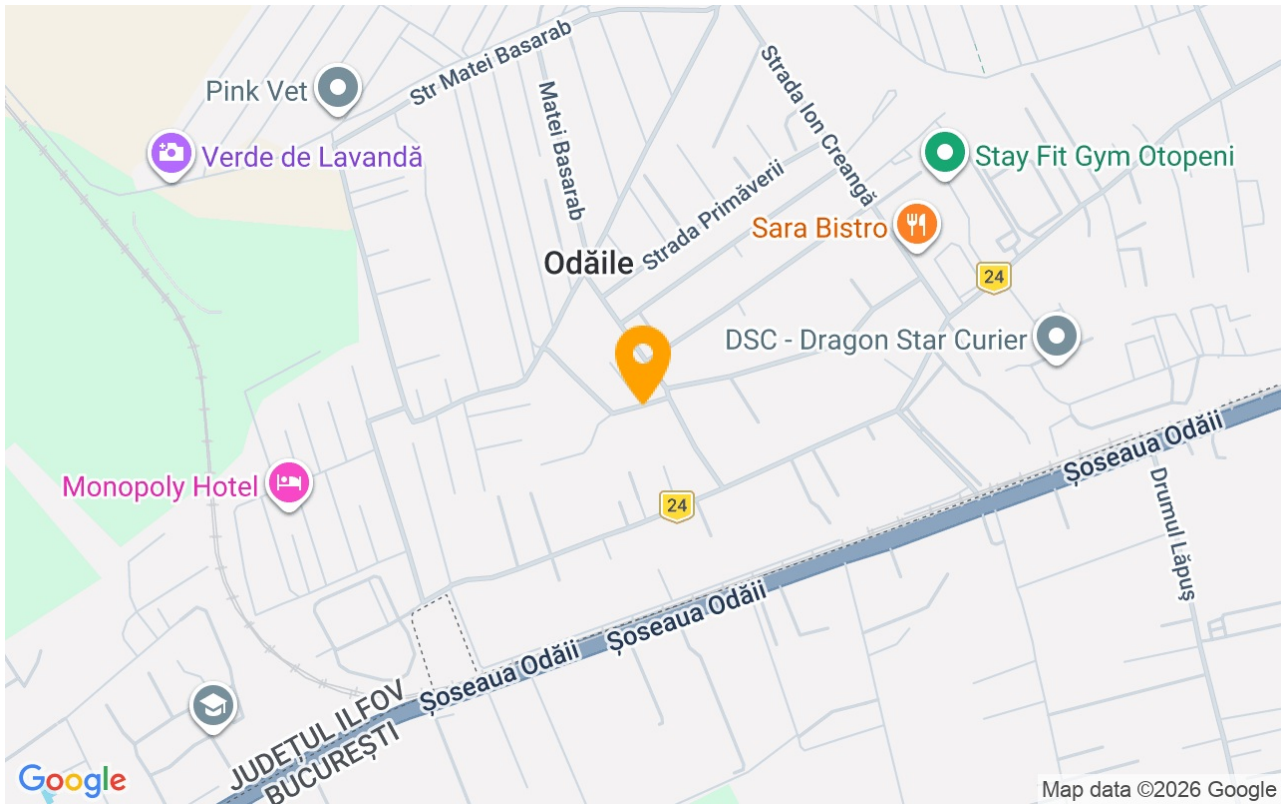 Str Matei Basarab
Pink Vet
Matei Basarab
Strada Ion Creangă
Verde de Lavandă
Stay Fit Gym Otopeni
Strada Primăverii
Sara Bistro
Odăile
24
DSC - Dragon Star Curier
Șoseaua Odăii
Monopoly Hotel
24
Drumul Lăpuș
Șoseaua Odăii
Șoseaua Odăii
JUDEȚUL ILFOV
BUCUREȘTI
Google
Map data ©2026 Google